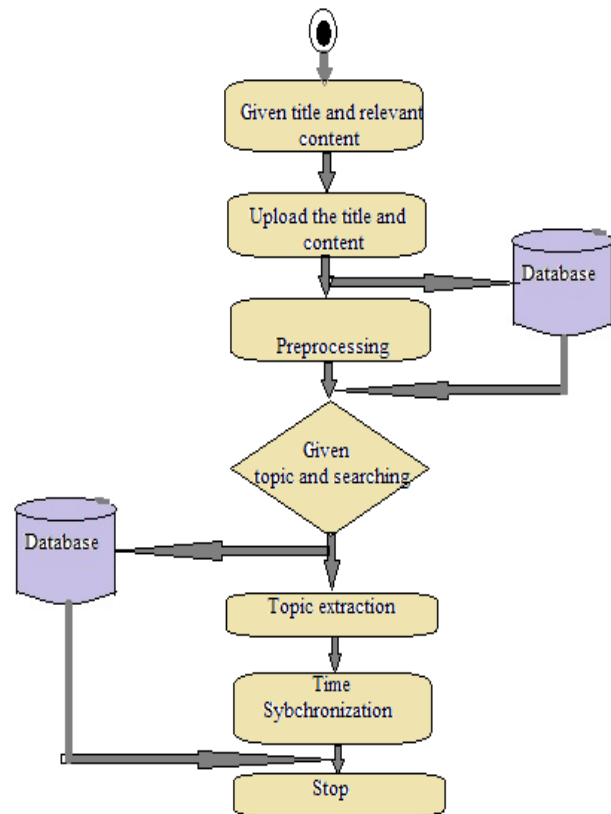 Given title and relevant
content
Upload the title and
content
Database
Preprocessing
Given
topic and searching
Database
Topic extraction
Time
Sybchronization
Stop